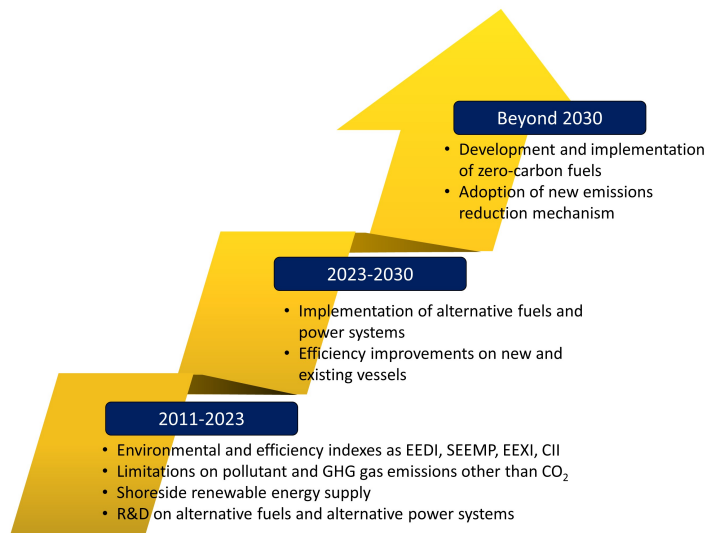 Beyond 2030
• Development and implementation
of zero-carbon fuels
• Adoption of new emissions
reduction mechanism
2023-2030
• Implementation of alternative fuels and
power systems
• Efficiency improvements on new and
existing vessels
2011-2023
• Environmental and efficiency indexes as EEDI, SEEMP, EEXI, CII
• Limitations on pollutant and GHG gas emissions other than CO₂
• Shoreside renewable energy supply
• R&D on alternative fuels and alternative power systems